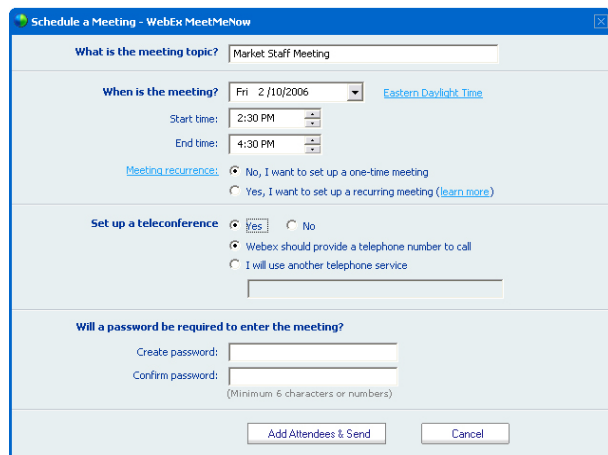 Schedule a Meeting - WebEx MeetMeNow
What is the meeting topic? Market Staff Meeting
When is the meeting? Fri 2 /10/2006 Eastern Daylight Time
Start time: 2:30 PM
End time: 4:30 PM
Meeting recurrence: No, I want to set up a one-time meeting
Yes, I want to set up a recurring meeting (learn more)
Set up a teleconference Yes No
Webex should provide a telephone number to call
I will use another telephone service
Will a password be required to enter the meeting?
Create password:
Confirm password:
(Minimum 6 characters or numbers)
Add Attendees & Send Cancel